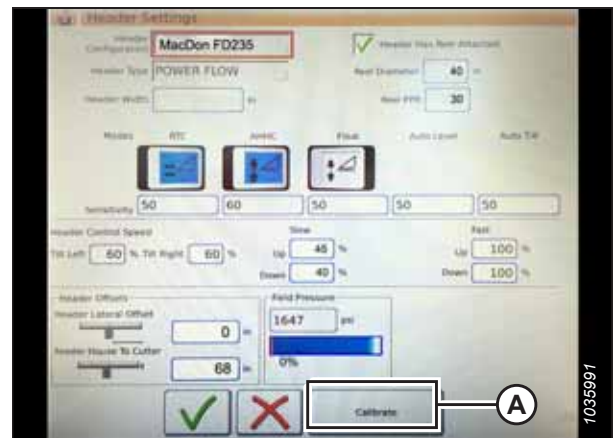 Header Settings
Header Configuration MacDon FD235 Header Has Reel Attached
Header Type POWER FLOW Reel Diameter 40 in
Header Width in Reel PPR 30
Modes RTC AHHC Float Auto Level Auto Tilt
Sensitivity 50 60 50 50 50
Header Control Speed Slow Fast
Tilt Left 60 % Tilt Right 60 % Up 45 % Up 100 %
Down 40 % Down 100 %
Header Offsets Field Pressure
Header Lateral Offset 1647 psi
0 in
Feeder House To Cutter 0%
68 in
Calibrate
A
1035991